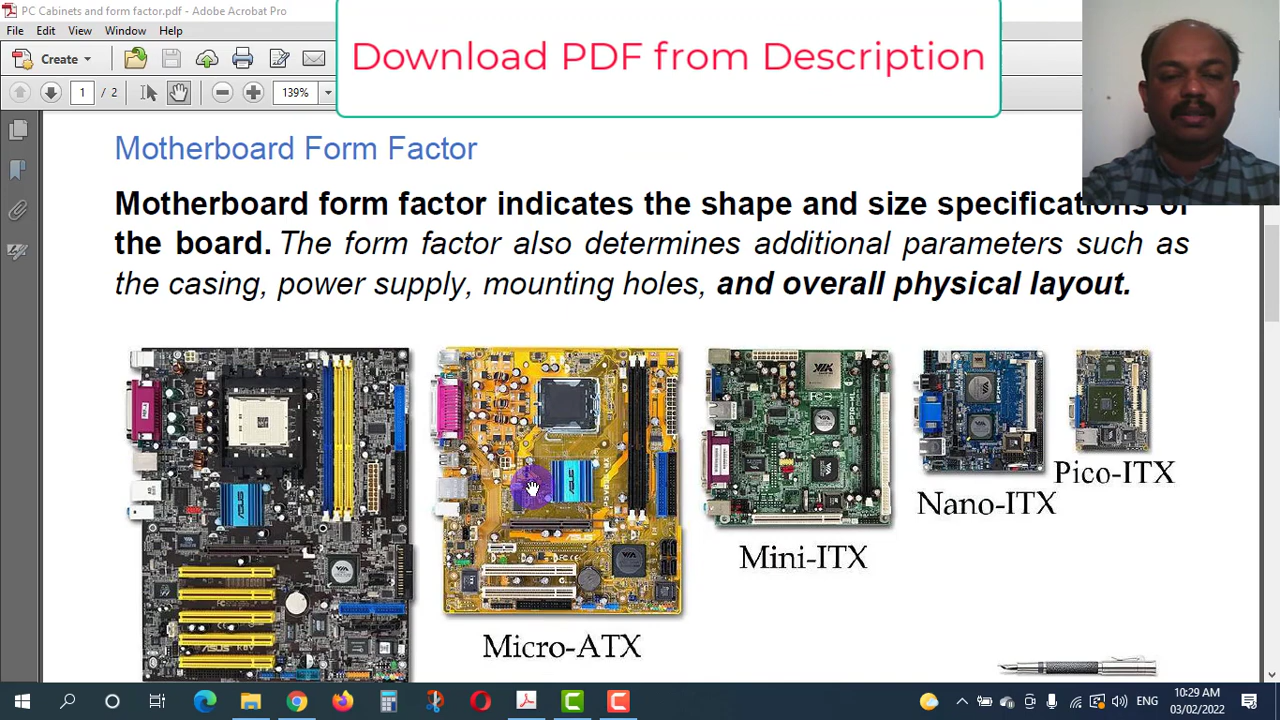 PC Cabinets and form factor.pdf - Adobe Acrobat Pro
File Edit View Window Help
Download PDF from Description
Create
1 / 2
139%
Motherboard Form Factor
Motherboard form factor indicates the shape and size specifications of
the board. The form factor also determines additional parameters such as
the casing, power supply, mounting holes, and overall physical layout.
Pico-ITX
Nano-ITX
Mini-ITX
Micro-ATX
ENG
10:29 AM
03/02/2022